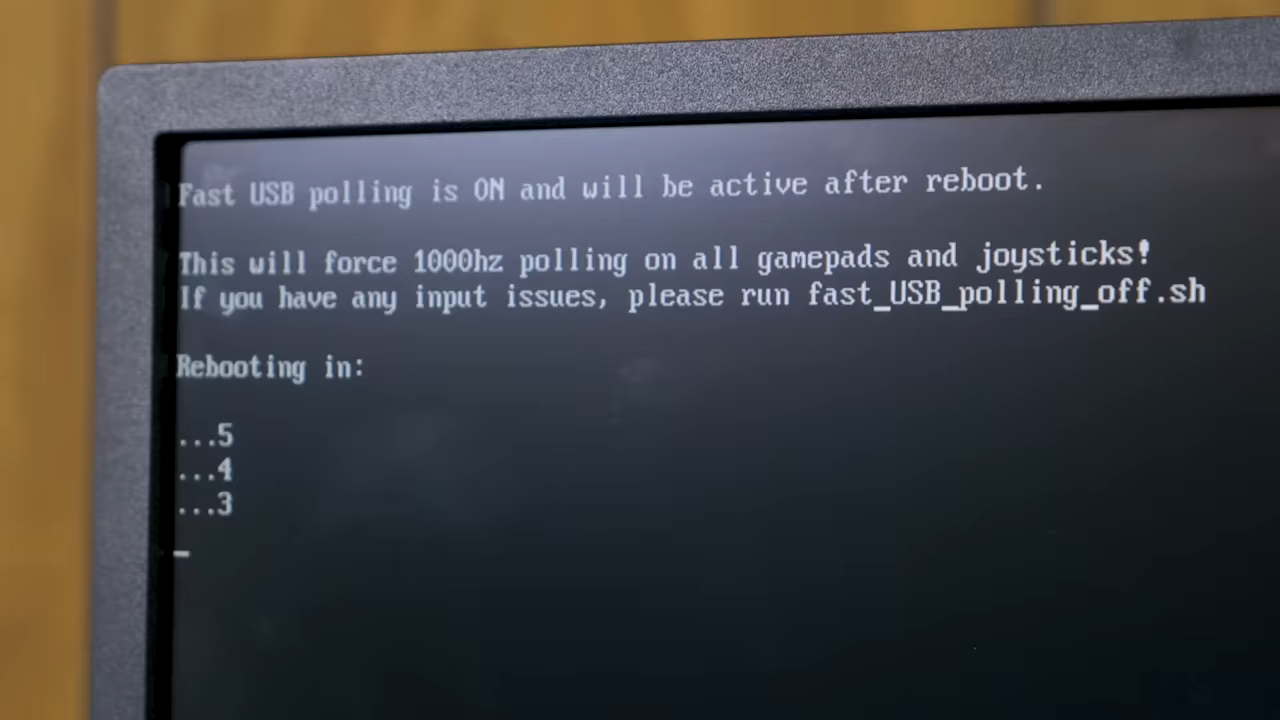 Fast USB polling is ON and will be active after reboot.
This will force 1000hz polling on all gamepads and joysticks!
If you have any input issues, please run fast_USB_polling_off.sh
Rebooting in:
...5
...4
...3